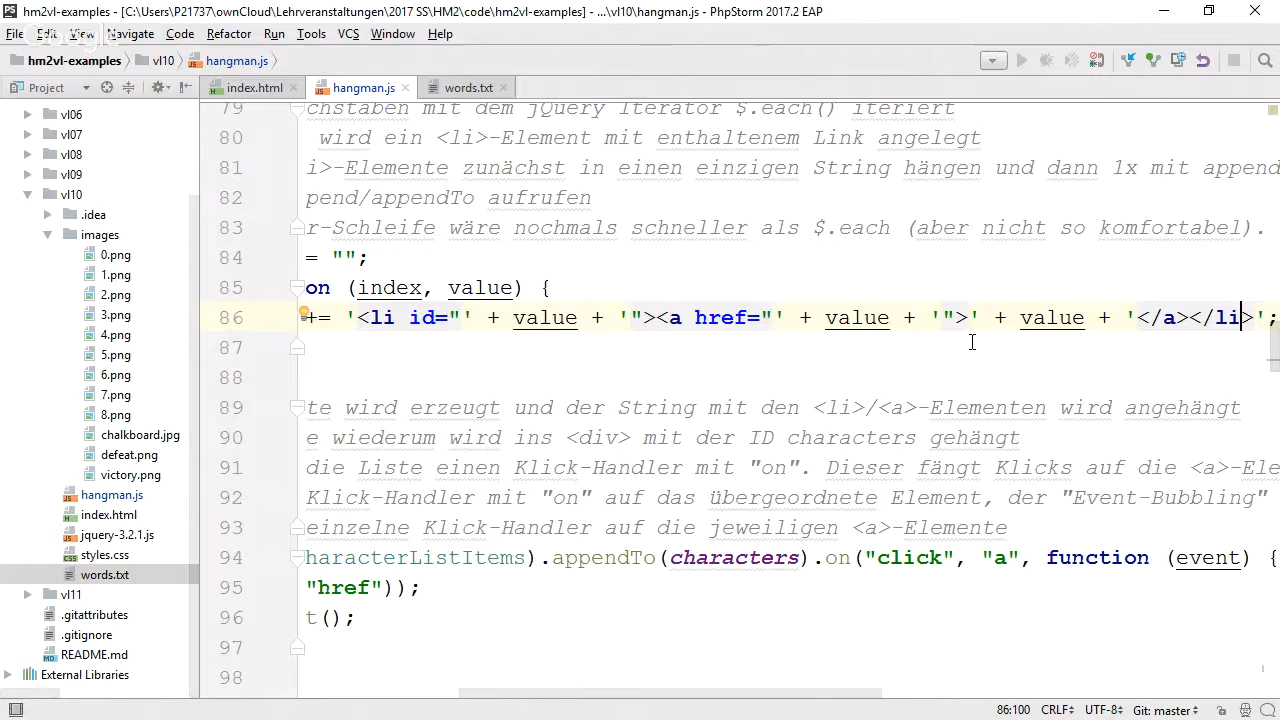 hm2vl-examples - [C:\Users\P21737\ownCloud\Lehrveranstaltungen\2017 SS\HM2\code\hm2vl-examples] - ...\vl10\hangman.js - PhpStorm 2017.2 EAP
File Edit View Navigate Code Refactor Run Tools VCS Window Help
Google
hm2vl-examples vl10 hangman.js
Project index.html hangman.js words.txt
vl06
vl07
vl08
vl09
vl10
.idea
images
0.png
1.png
2.png
3.png
4.png
5.png
6.png
7.png
8.png
chalkboard.jpg
defeat.png
victory.png
hangman.js
index.html
jquery-3.2.1.js
styles.css
words.txt
vl11
.gitattributes
.gitignore
README.md
External Libraries
79 chstaben mit dem jQuery Iterator $.each() iteriert
80 wird ein <li>-Element mit enthaltenem Link angelegt
81 i>-Elemente zunächst in einen einzigen String hängen und dann 1x mit append
82 pend/appendTo aufrufen
83 r-Schleife wäre nochmals schneller als $.each (aber nicht so komfortabel).
84 = "";
85 on (index, value) {
86 += '<li id="' + value + '"><a href="' + value + '">' + value + '</a></li>';
87
88
89 te wird erzeugt und der String mit den <li>/<a>-Elementen wird angehängt
90 e wiederum wird ins <div> mit der ID characters gehängt
91 die Liste einen Klick-Handler mit "on". Dieser fängt Klicks auf die <a>-Ele
92 Klick-Handler mit "on" auf das übergeordnete Element, der "Event-Bubbling"
93 einzelne Klick-Handler auf die jeweiligen <a>-Elemente
94 haracterListItems).appendTo(characters).on("click", "a", function (event) {
95 "href"));
96 t();
97
98
86:100 CRLF UTF-8 Git: master